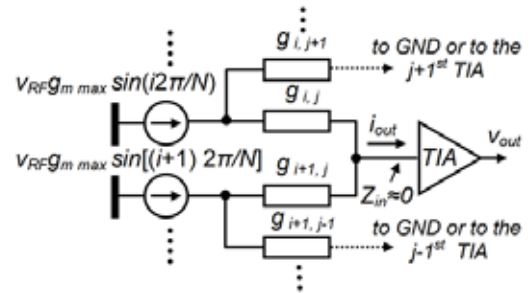 g i, j+1
to GND or to the
j+1st TIA
vRFgm max sin(i2π/N)
g i, j
iout
vout
TIA
vRFgm max sin[(i+1) 2π/N]
g i+1, j
Zin≈0
g i+1, j-1
to GND or to the
j-1st TIA